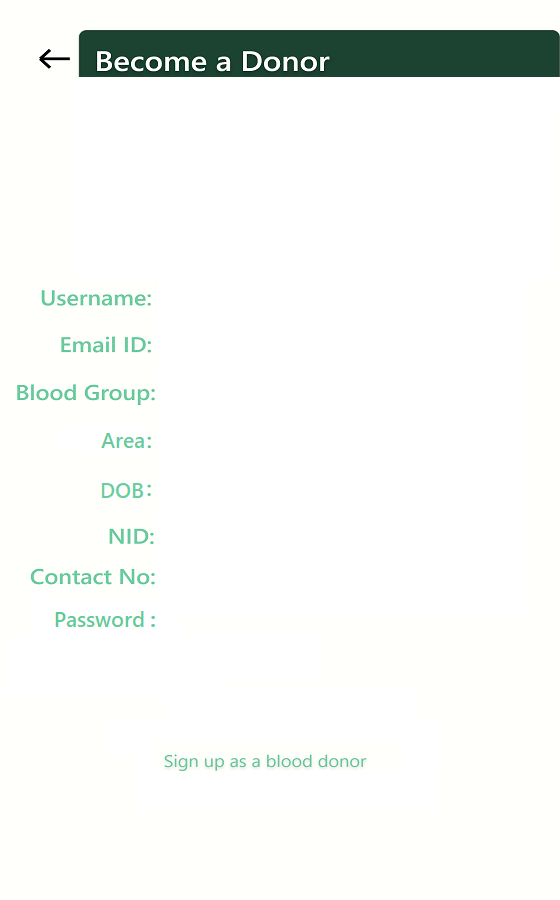 Become a Donor
Username:
Email ID:
Blood Group:
Area:
DOB:
NID:
Contact No:
Password :
Sign up as a blood donor